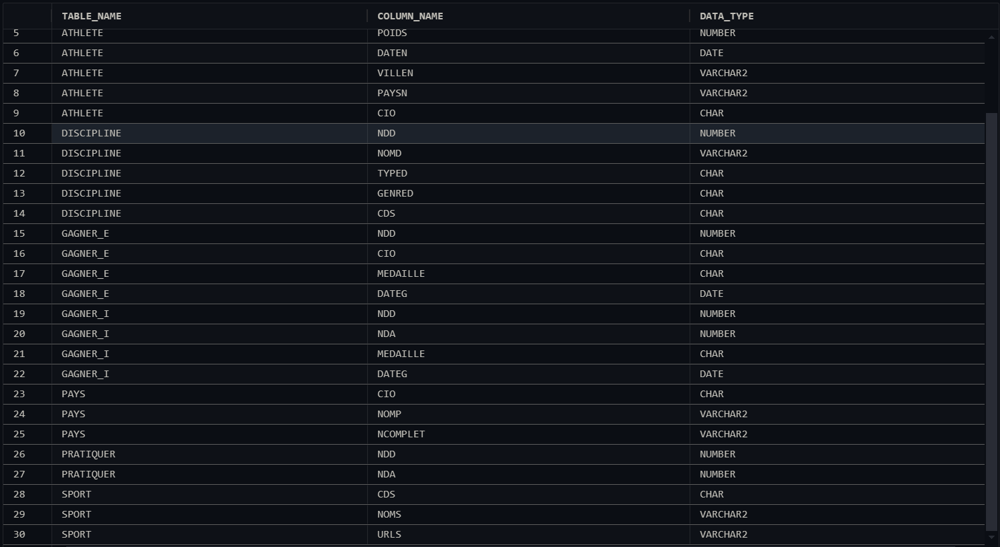 TABLE_NAME COLUMN_NAME DATA_TYPE
5 ATHLETE POIDS NUMBER
6 ATHLETE DATEN DATE
7 ATHLETE VILLEN VARCHAR2
8 ATHLETE PAYSN VARCHAR2
9 ATHLETE CIO CHAR
10 DISCIPLINE NDD NUMBER
11 DISCIPLINE NOMD VARCHAR2
12 DISCIPLINE TYPED CHAR
13 DISCIPLINE GENRED CHAR
14 DISCIPLINE CDS CHAR
15 GAGNER_E NDD NUMBER
16 GAGNER_E CIO CHAR
17 GAGNER_E MEDAILLE CHAR
18 GAGNER_E DATEG DATE
19 GAGNER_I NDD NUMBER
20 GAGNER_I NDA NUMBER
21 GAGNER_I MEDAILLE CHAR
22 GAGNER_I DATEG DATE
23 PAYS CIO CHAR
24 PAYS NOMP VARCHAR2
25 PAYS NCOMPLET VARCHAR2
26 PRATIQUER NDD NUMBER
27 PRATIQUER NDA NUMBER
28 SPORT CDS CHAR
29 SPORT NOMS VARCHAR2
30 SPORT URLS VARCHAR2